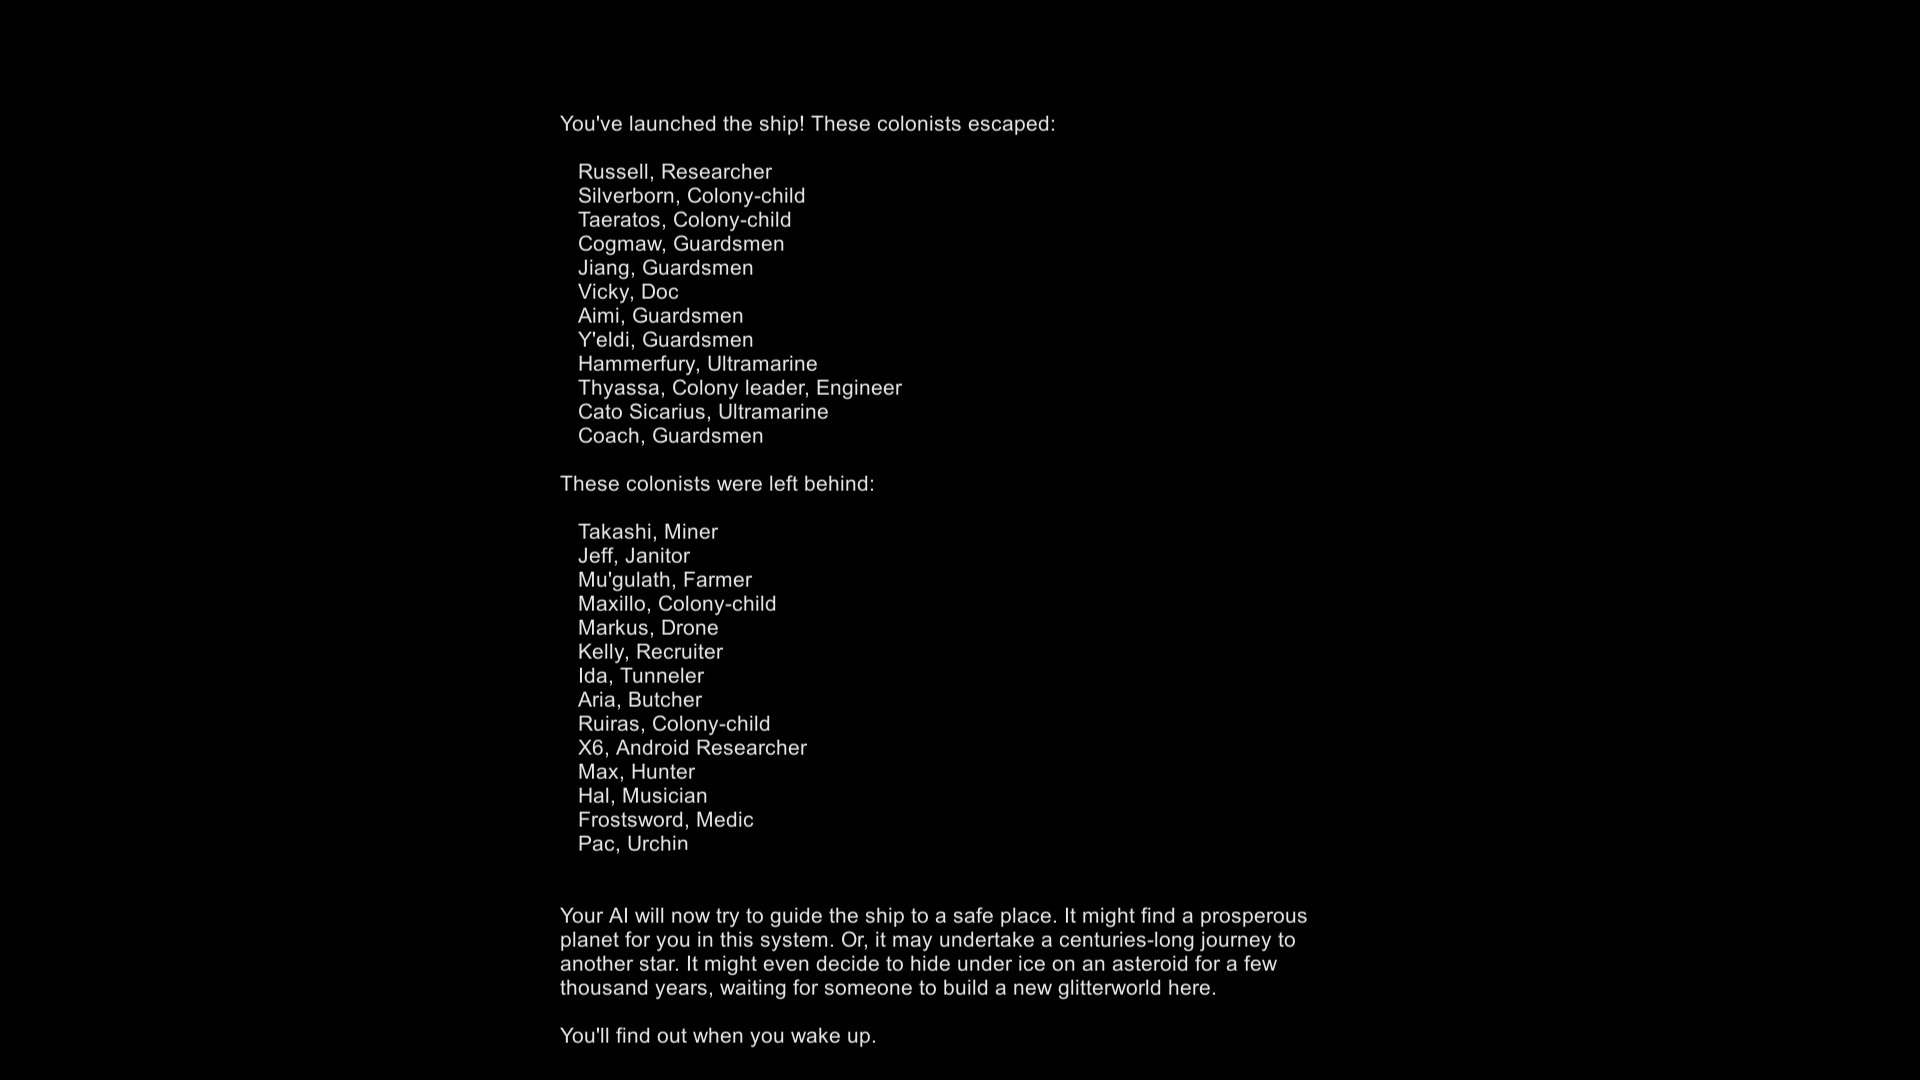 You've launched the ship! These colonists escaped:
Russell, Researcher
Silverborn, Colony-child
Taeratos, Colony-child
Cogmaw, Guardsmen
Jiang, Guardsmen
Vicky, Doc
Aimi, Guardsmen
Y'eldi, Guardsmen
Hammerfury, Ultramarine
Thyassa, Colony leader, Engineer
Cato Sicarius, Ultramarine
Coach, Guardsmen
These colonists were left behind:
Takashi, Miner
Jeff, Janitor
Mu'gulath, Farmer
Maxillo, Colony-child
Markus, Drone
Kelly, Recruiter
Ida, Tunneler
Aria, Butcher
Ruiras, Colony-child
X6, Android Researcher
Max, Hunter
Hal, Musician
Frostsword, Medic
Pac, Urchin
Your AI will now try to guide the ship to a safe place. It might find a prosperous
planet for you in this system. Or, it may undertake a centuries-long journey to
another star. It might even decide to hide under ice on an asteroid for a few
thousand years, waiting for someone to build a new glitterworld here.
You'll find out when you wake up.